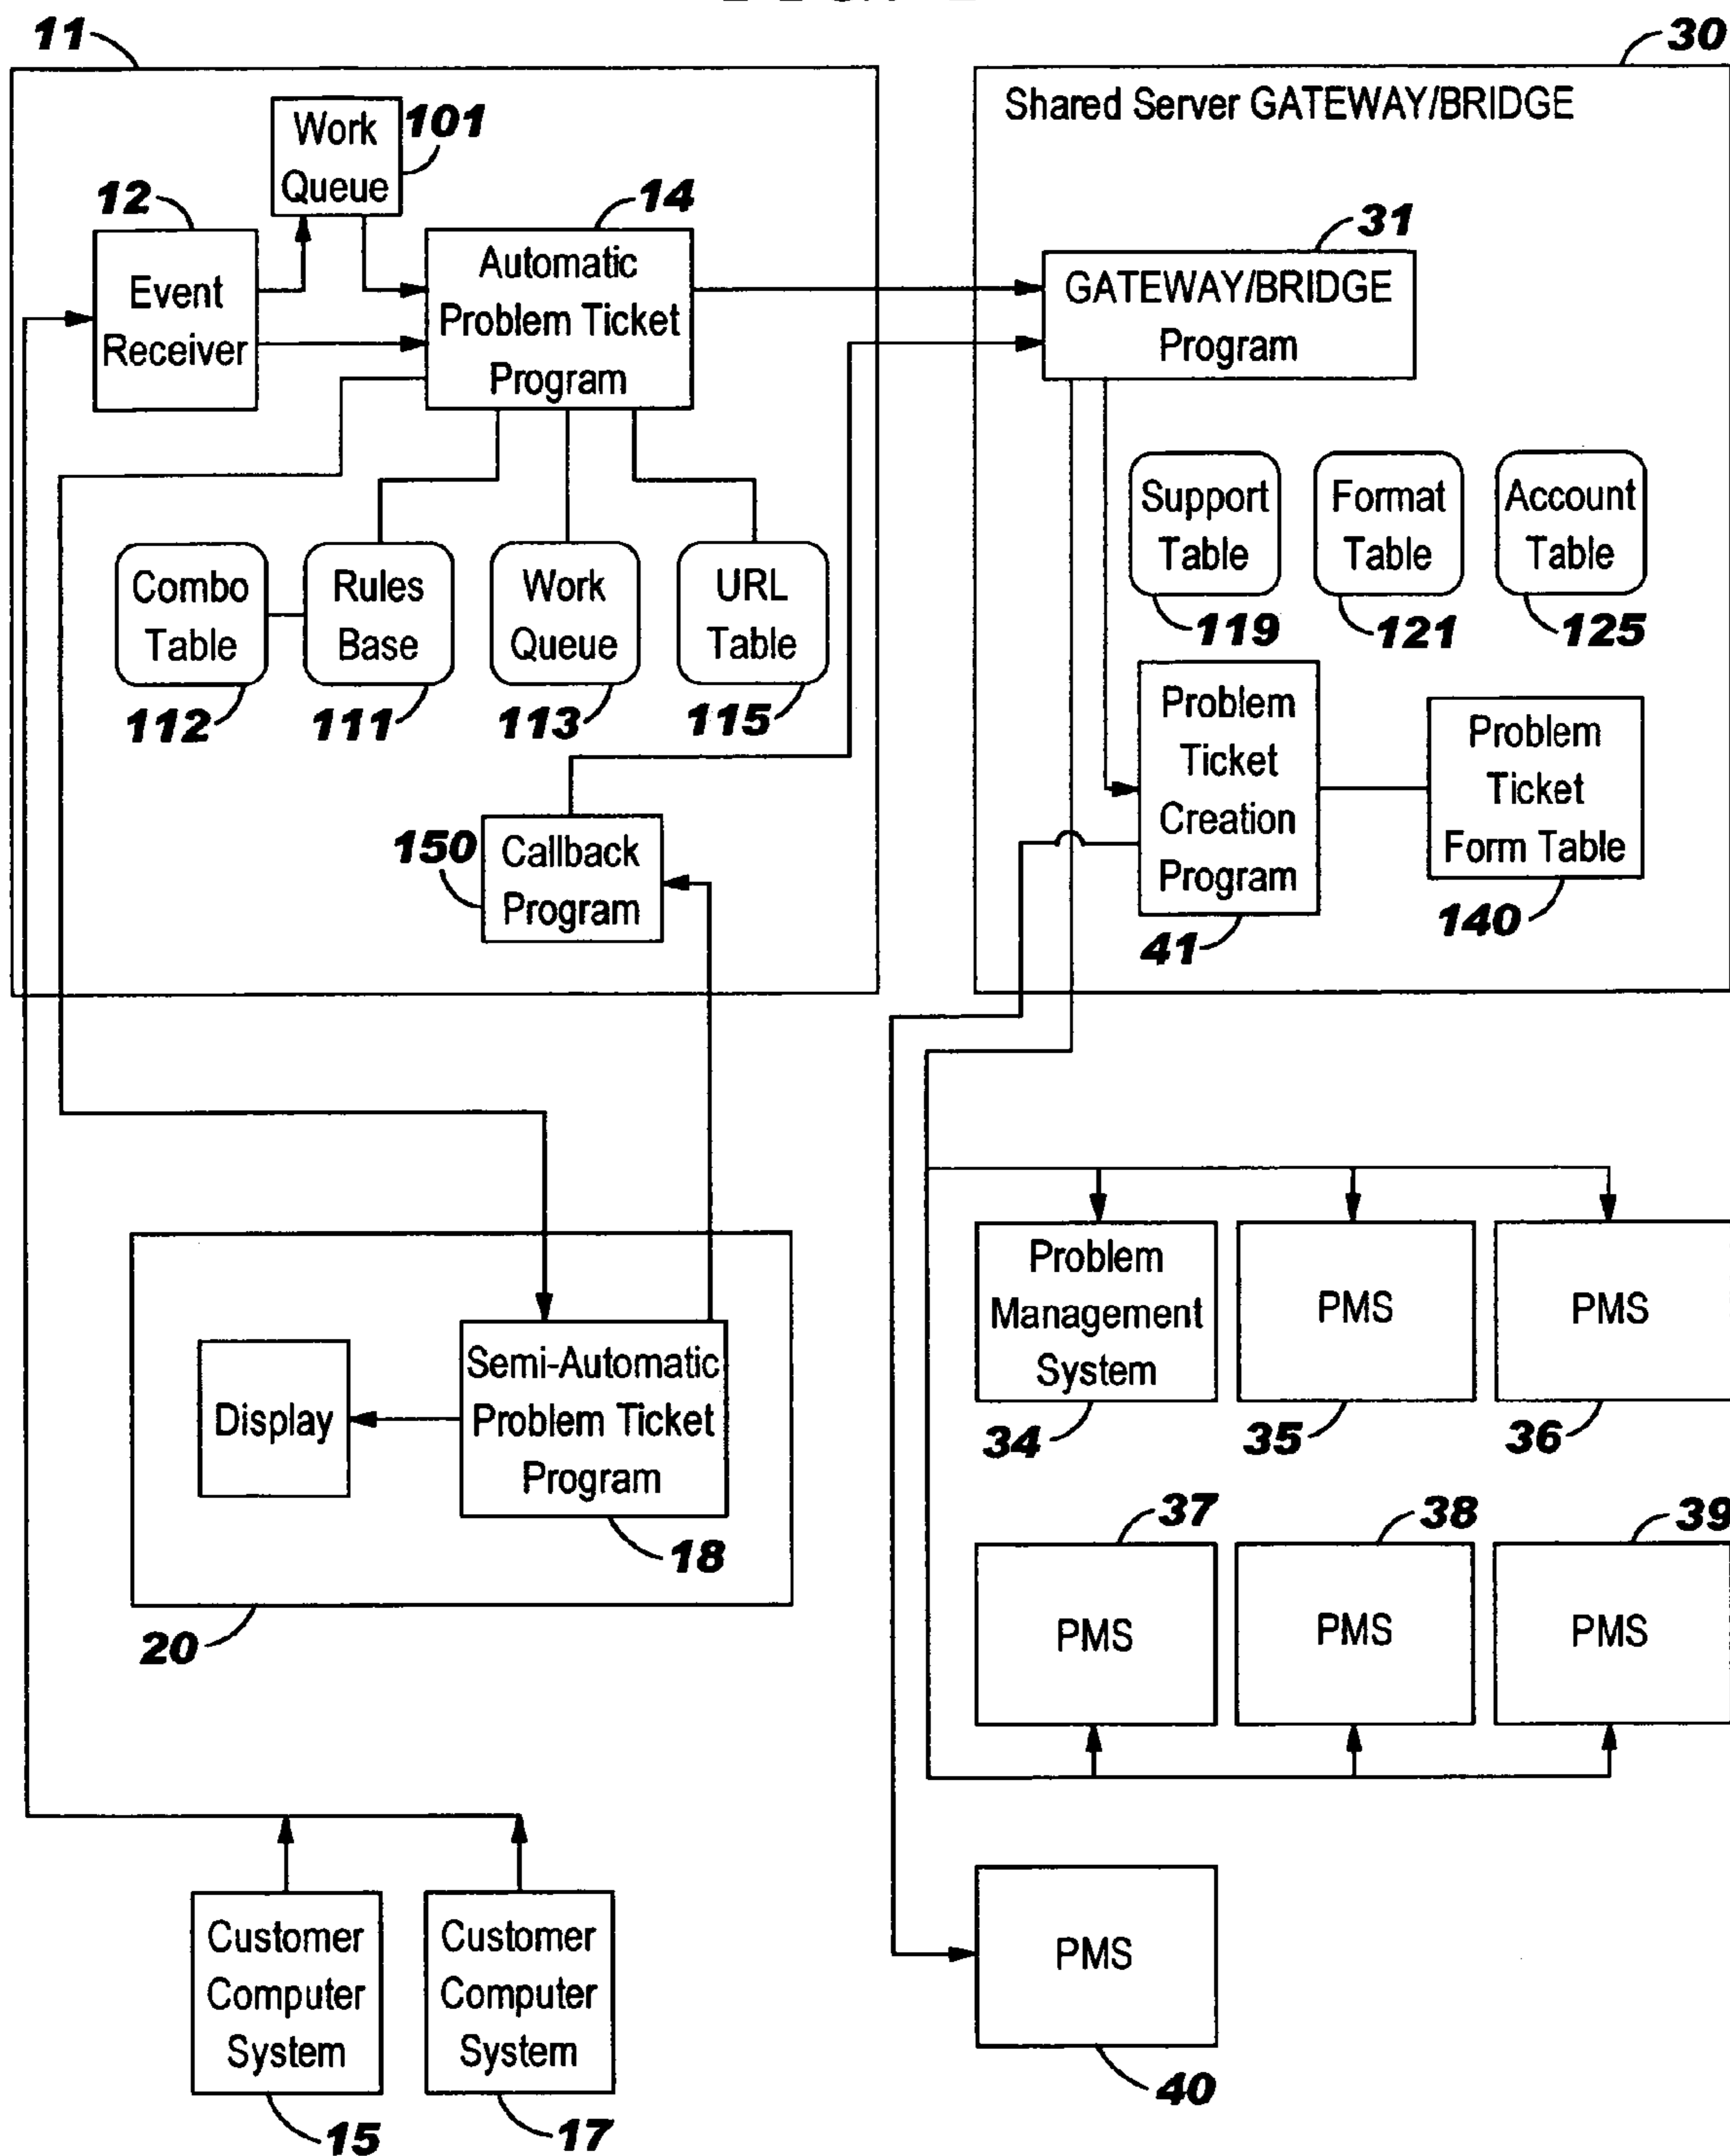 11
30
Shared Server GATEWAY/BRIDGE
Work
Queue
101
12
Event
Receiver
14
Automatic
Problem Ticket
Program
31
GATEWAY/BRIDGE
Program
Support
Table
119
Format
Table
121
Account
Table
125
Combo
Table
112
Rules
Base
111
Work
Queue
113
URL
Table
115
150
Callback
Program
Problem
Ticket
Creation
Program
41
Problem
Ticket
Form Table
140
Display
Semi-Automatic
Problem Ticket
Program
18
20
Problem
Management
System
34
PMS
35
PMS
36
37
PMS
38
PMS
39
PMS
PMS
40
Customer
Computer
System
15
Customer
Computer
System
17